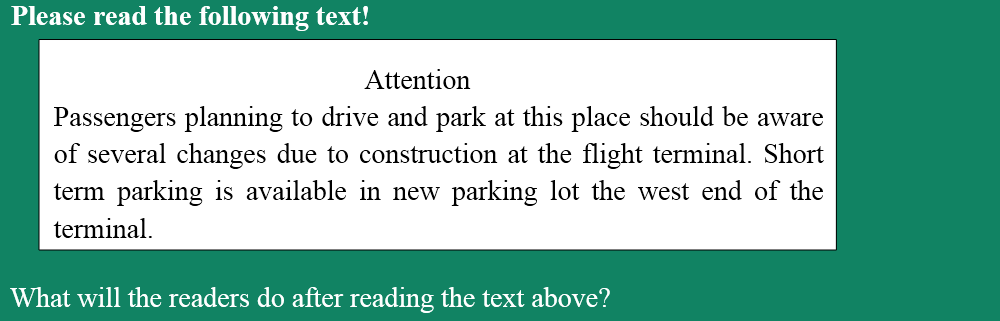 Please read the following text!
Attention
Passengers planning to drive and park at this place should be aware
of several changes due to construction at the flight terminal. Short
term parking is available in new parking lot the west end of the
terminal.
What will the readers do after reading the text above?